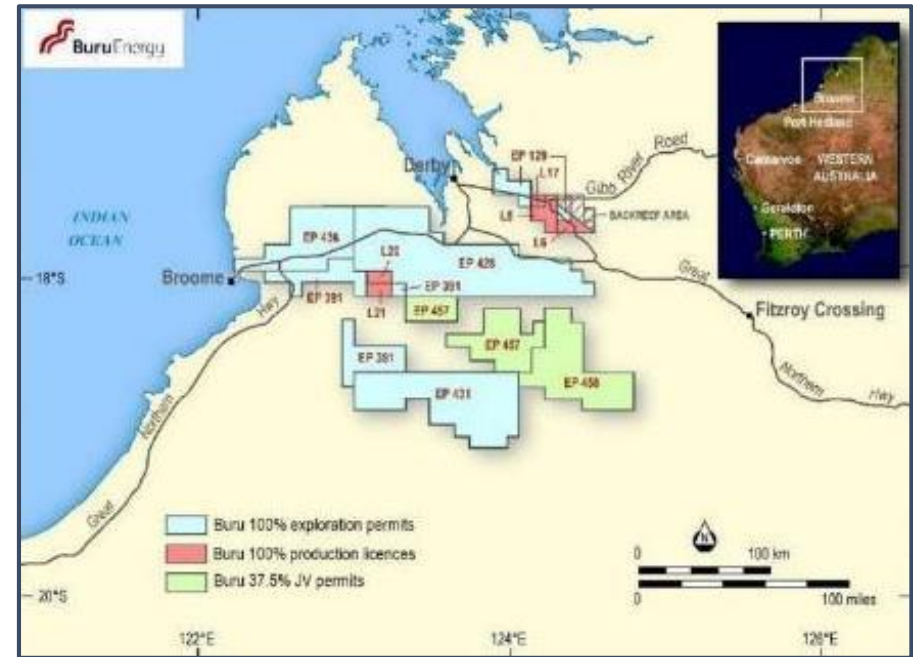 BuruEnergy
Broome
Port Hedland
Carnarvon
WESTERN
AUSTRALIA
Geraldton
PERTH
EP 129
L17
Gibb River Road
Derby
L8
L6
BACKREEF AREA
INDIAN
OCEAN
EP 436
L20
EP 428
18°S
Broome
EP 391
L21
EP 391
EP 457
Great
Fitzroy Crossing
Hwy
EP 391
EP 457
EP 458
Northern
Hwy
EP 431
Northern
Great
Buru 100% exploration permits
Buru 100% production licences
Buru 37.5% JV permits
N
0 100 km
0 100 miles
20°S
122°E 124°E 126°E